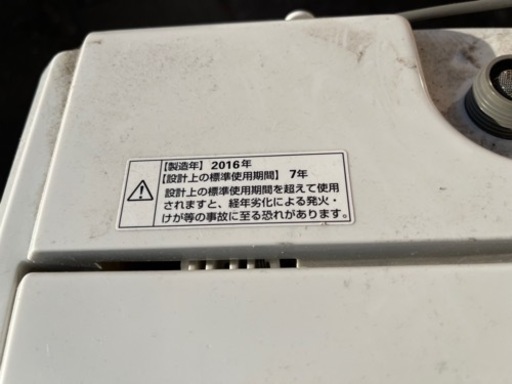 【製造年】 2016年
【設計上の標準使用期間】 7年
設計上の標準使用期間を超えて使用
されますと、経年劣化による発火・
けが等の事故に至る恐れがあります。